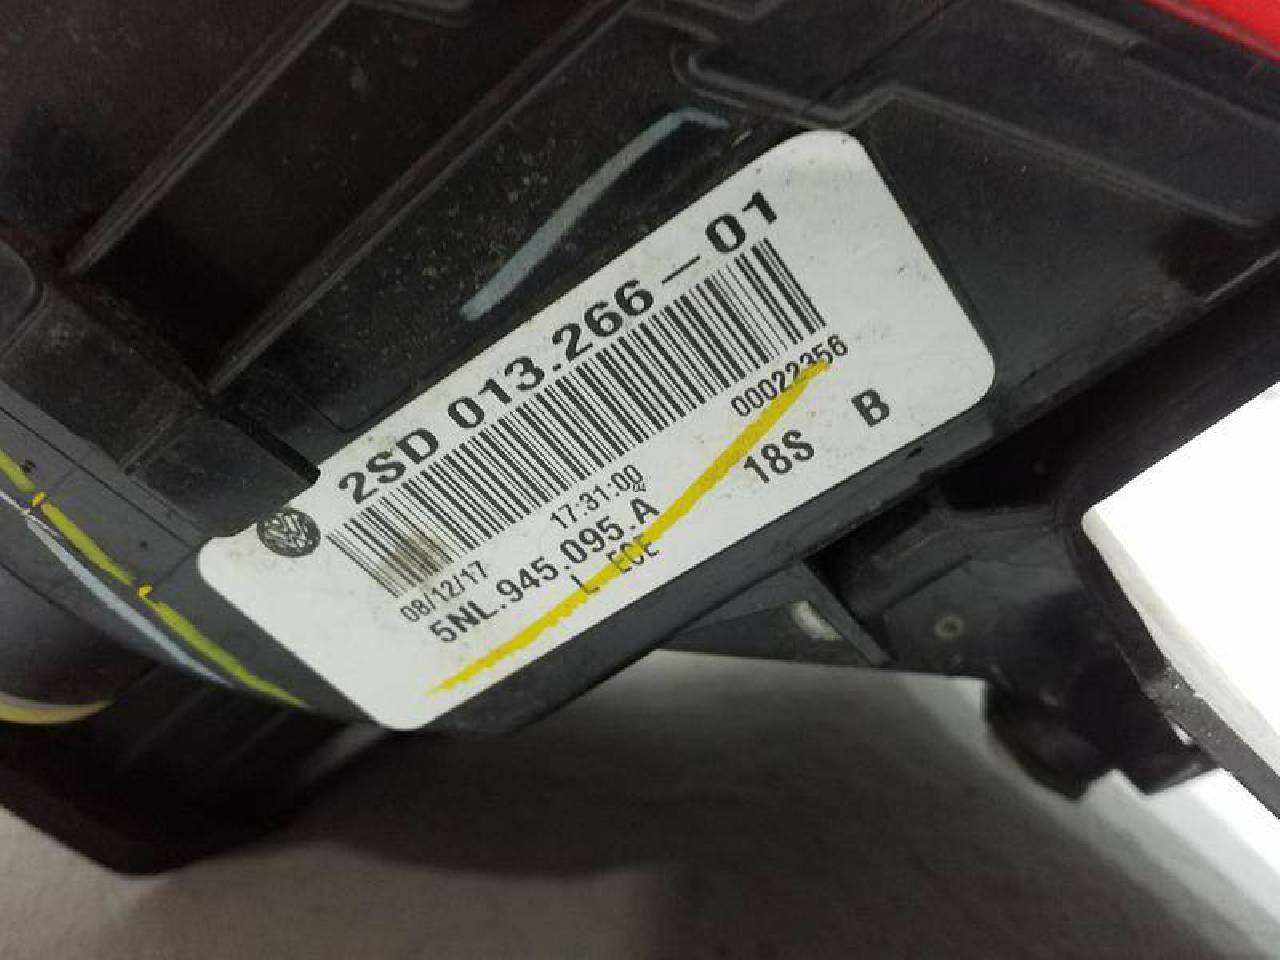 2SD 013.266-01
00022356
08/12/17 17:31:00
5NL.945.095.A 18S B
L ECE